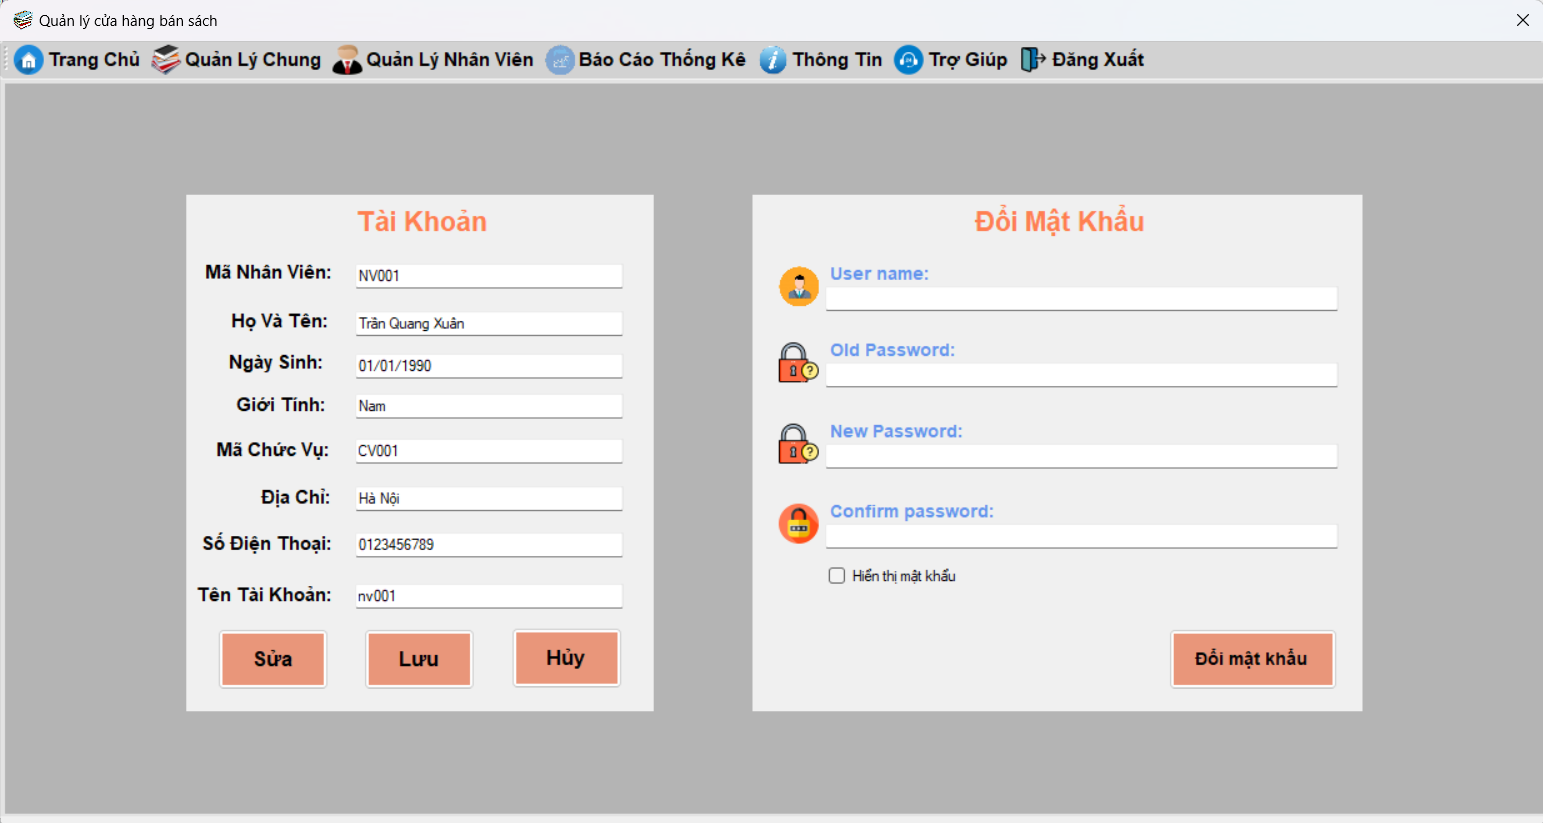 Quản lý cửa hàng bán sách
Trang Chủ Quản Lý Chung Quản Lý Nhân Viên Báo Cáo Thống Kê Thông Tin Trợ Giúp Đăng Xuất
Tài Khoản
Mã Nhân Viên: NV001
Họ Và Tên: Trần Quang Xuân
Ngày Sinh: 01/01/1990
Giới Tính: Nam
Mã Chức Vụ: CV001
Địa Chỉ: Hà Nội
Số Điện Thoại: 0123456789
Tên Tài Khoản: nv001
Sửa Lưu Hủy
Đổi Mật Khẩu
User name:
Old Password:
New Password:
Confirm password:
Hiển thị mật khẩu
Đổi mật khẩu